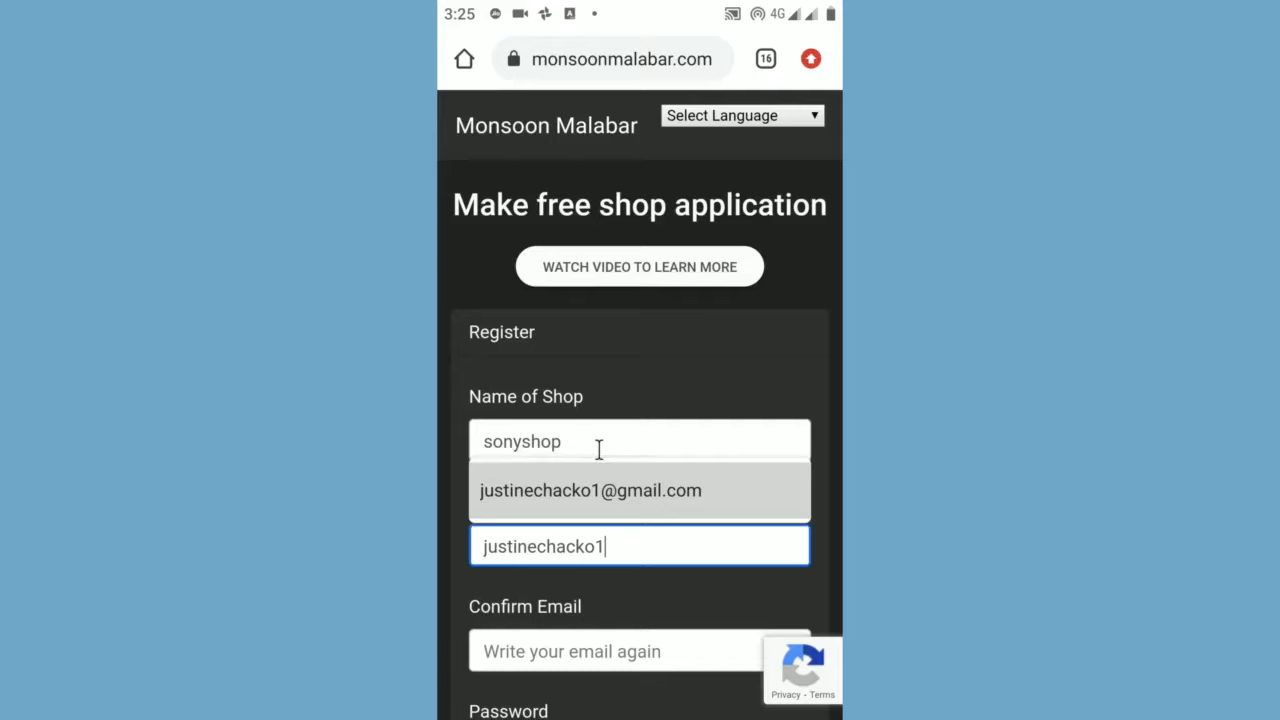 3:25
4G
monsoonmalabar.com
16
Monsoon Malabar
Select Language
Make free shop application
WATCH VIDEO TO LEARN MORE
Register
Name of Shop
sonyshop
justinechacko1@gmail.com
justinechacko1
Confirm Email
Write your email again
Privacy - Terms
Password